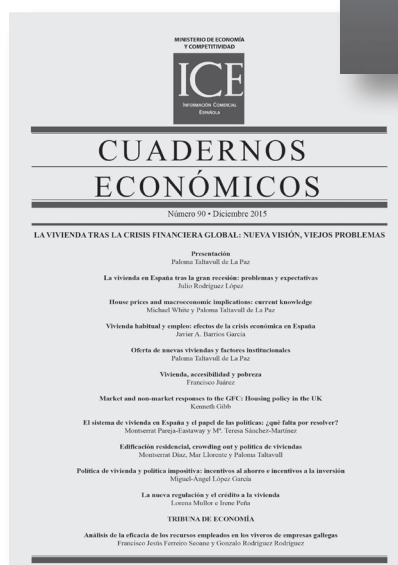 MINISTERIO DE ECONOMÍA
Y COMPETITIVIDAD
ICE
INFORMACIÓN COMERCIAL
ESPAÑOLA
CUADERNOS
ECONÓMICOS
Número 90 • Diciembre 2015
LA VIVIENDA TRAS LA CRISIS FINANCIERA GLOBAL: NUEVA VISIÓN, VIEJOS PROBLEMAS
Presentación
Paloma Taltavull de La Paz
La vivienda en España tras la gran recesión: problemas y expectativas
Julio Rodríguez López
House prices and macroeconomic implications: current knowledge
Michael White y Paloma Taltavull de La Paz
Vivienda habitual y empleo: efectos de la crisis económica en España
Javier A. Barrios García
Oferta de nuevas viviendas y factores institucionales
Paloma Taltavull de La Paz
Vivienda, accesibilidad y pobreza
Francisco Juárez
Market and non-market responses to the GFC: Housing policy in the UK
Kenneth Gibb
El sistema de vivienda en España y el papel de las políticas: ¿qué falta por resolver?
Montserrat Pareja-Eastaway y Mª. Teresa Sánchez-Martínez
Edificación residencial, crowding out y política de viviendas
Montserrat Díaz, Mar Llorente y Paloma Taltavull
Política de vivienda y política impositiva: incentivos al ahorro e incentivos a la inversión
Miguel-Ángel López García
La nueva regulación y el crédito a la vivienda
Lorena Mullor e Irene Peña
TRIBUNA DE ECONOMÍA
Análisis de la eficacia de los recursos empleados en los viveros de empresas gallegas
Francisco Jesús Ferreiro Seoane y Gonzalo Rodríguez Rodríguez